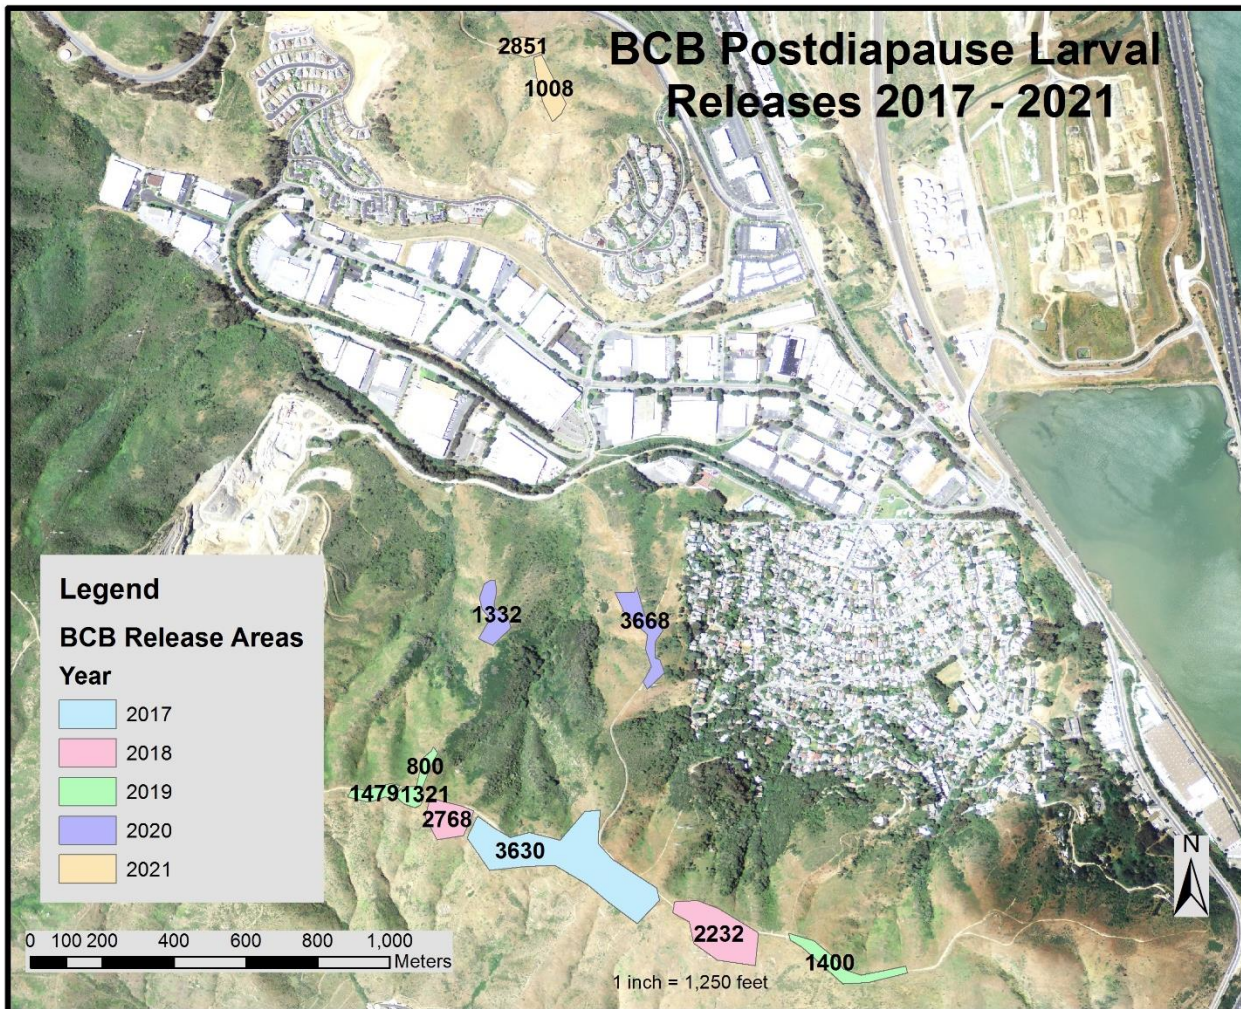 BCB Postdiapause Larval
Releases 2017 - 2021
2851
1008
1332
3668
800
1479
1321
2768
3630
2232
1400
Legend
BCB Release Areas
Year
2017
2018
2019
2020
2021
0 100 200 400 600 800 1,000
Meters
1 inch = 1,250 feet
N